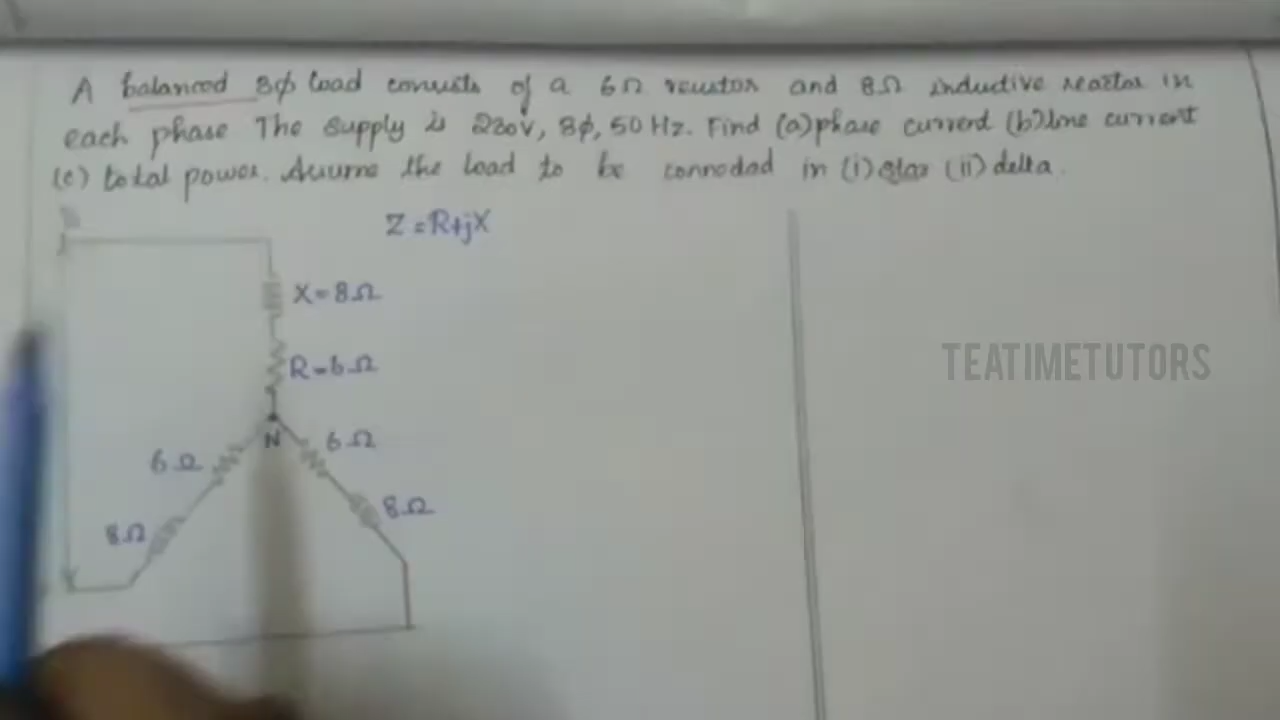 A balanced 3φ load consists of a 6Ω resistor and 8Ω inductive reactor in
each phase The supply is 230V, 3φ, 50 Hz. Find (a) phase current (b) line current
(c) total power. Assume the load to be connected in (i) star (ii) delta.
Z = R+jX
X=8Ω
R=6Ω
N
6Ω
6Ω
8Ω
8Ω
TEATIMETUTORS